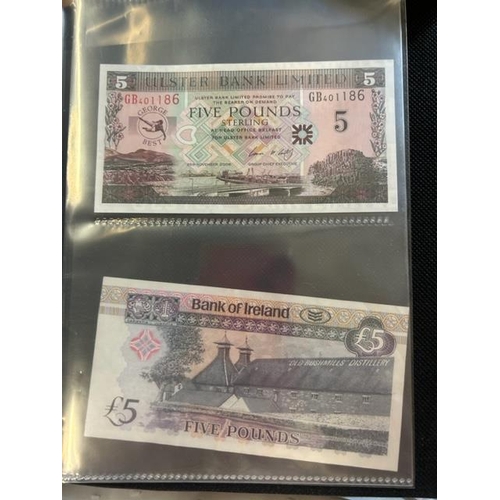 5 ULSTER BANK LIMITED 5
GB401186
ULSTER BANK LIMITED PROMISE TO PAY
THE BEARER ON DEMAND
GB401186
GEORGE
BEST
FIVE POUNDS
STERLING
AT HEAD OFFICE BELFAST
FOR ULSTER BANK LIMITED
5
Bank of Ireland
£5
OLD BUSHMILLS DISTILLERY
£5
FIVE POUNDS